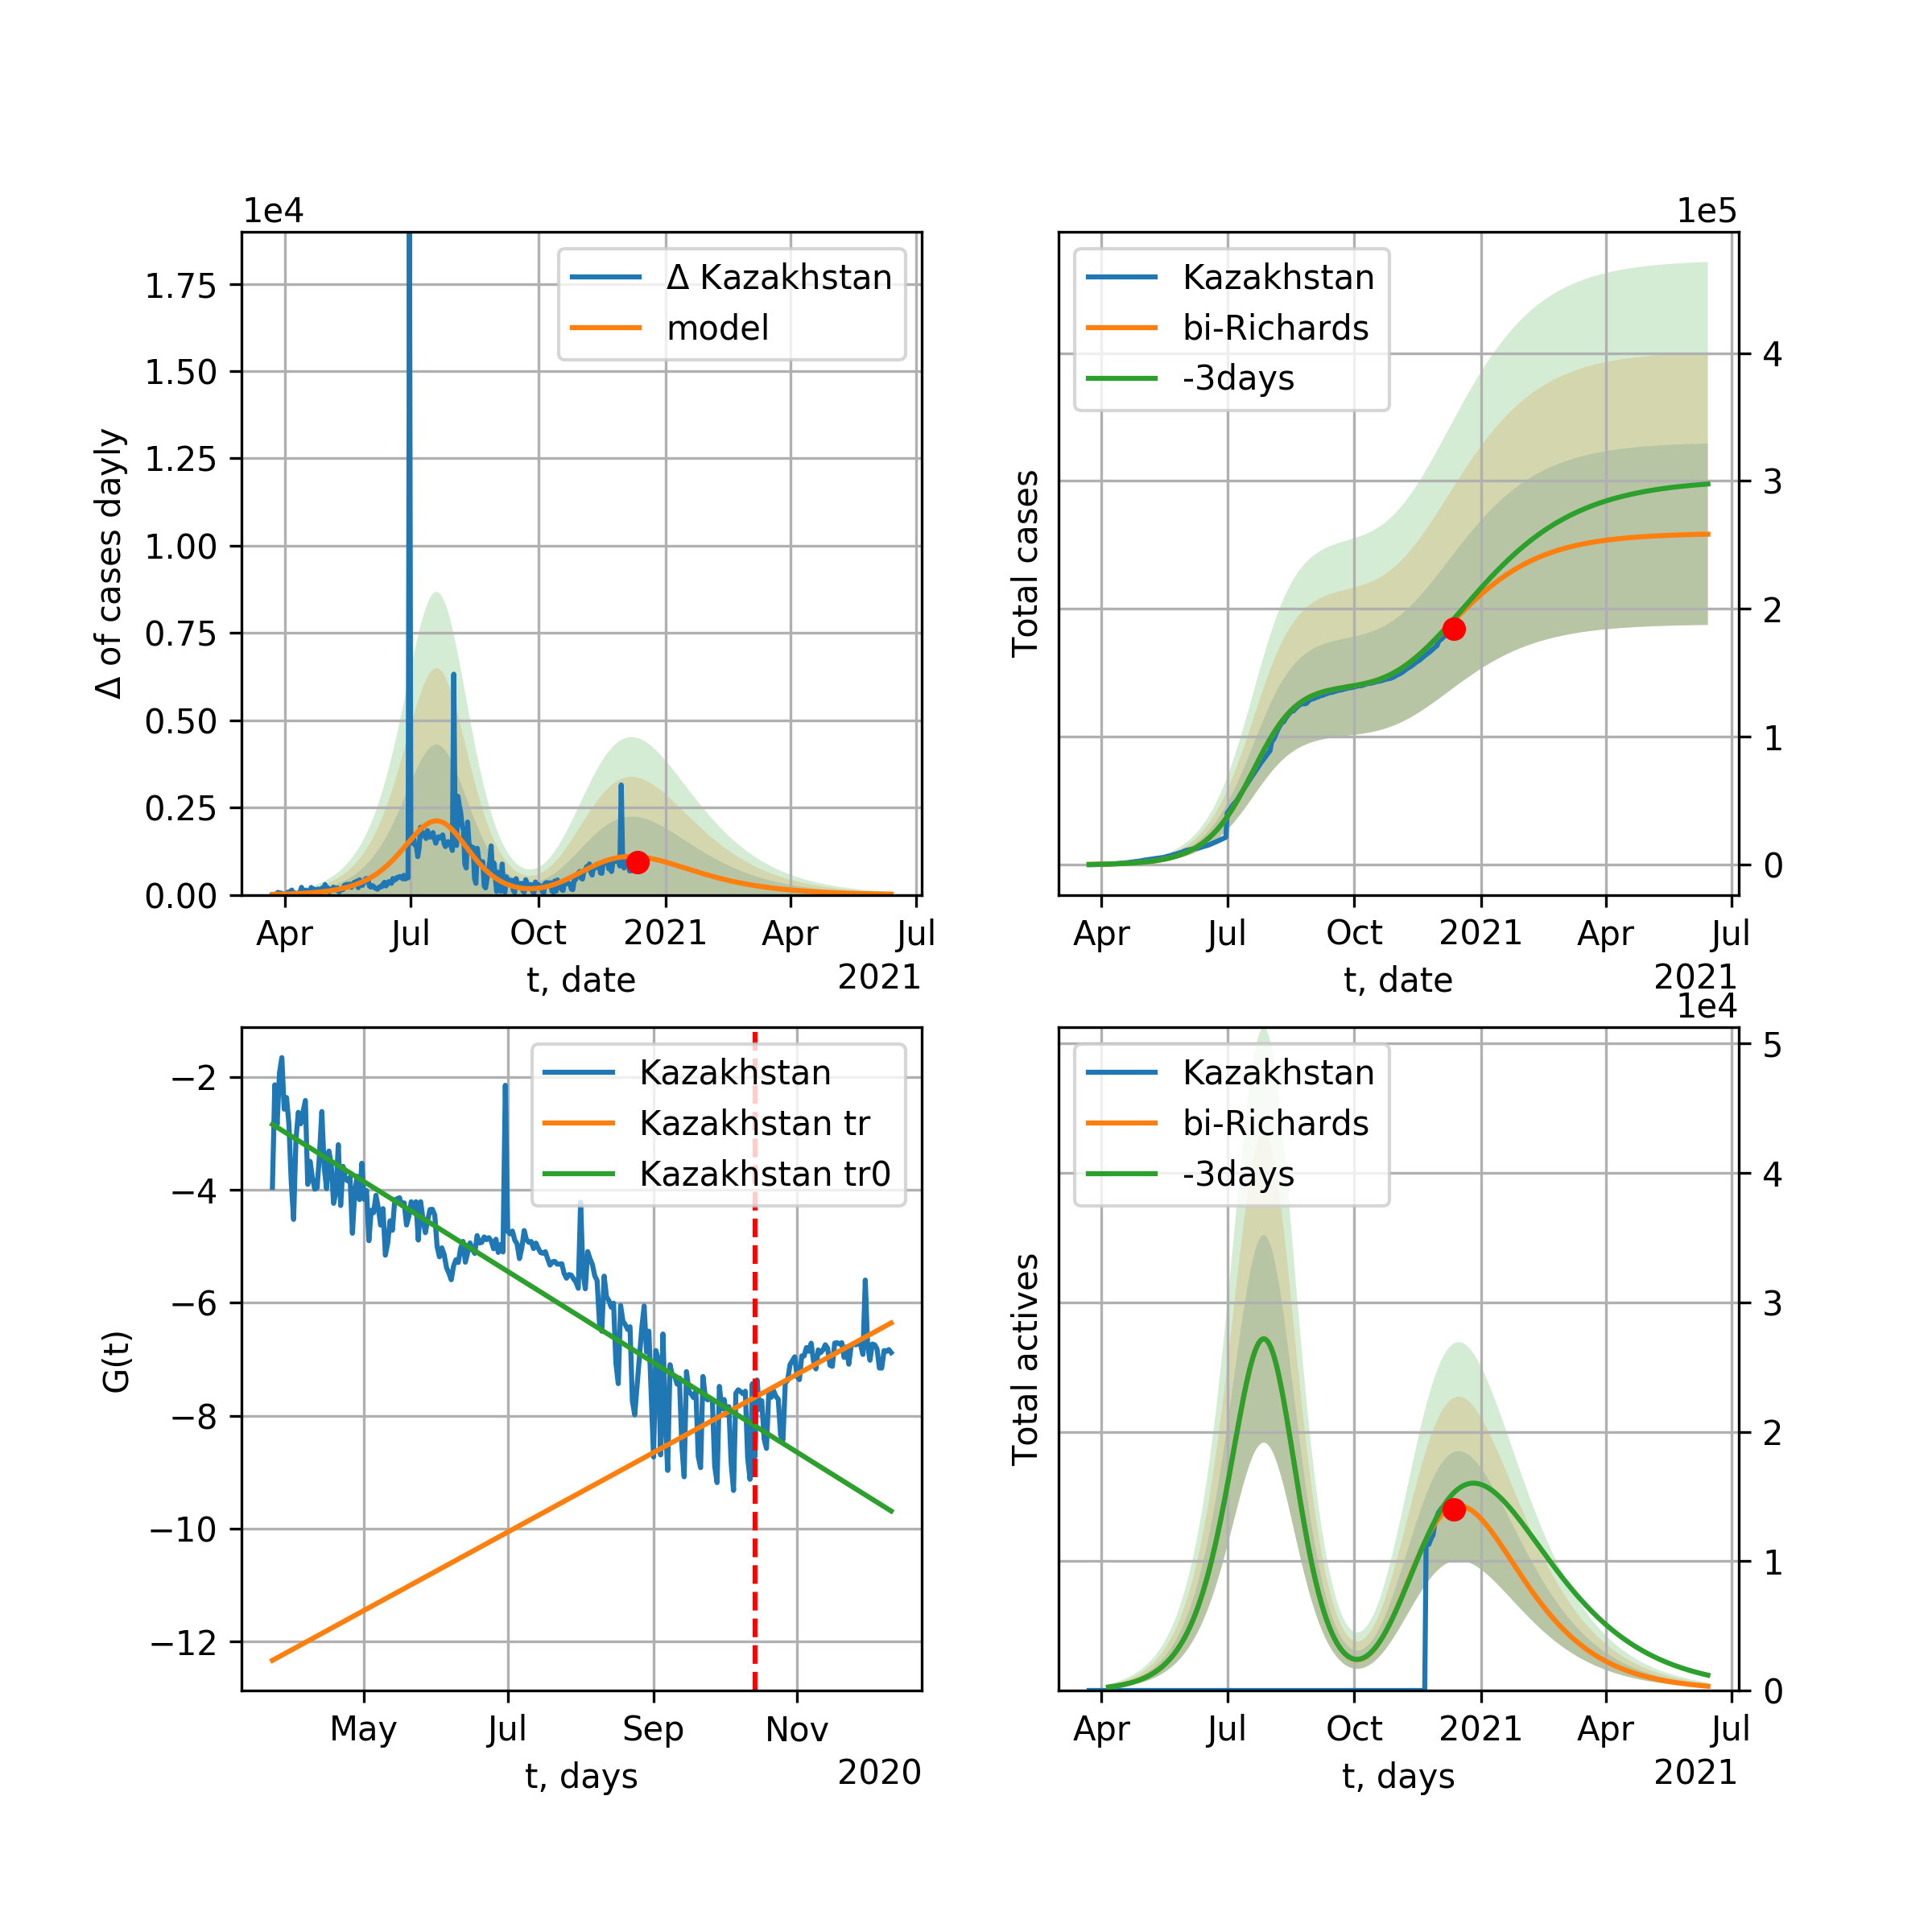 1e4
Δ of cases dayly
1.75
1.50
1.25
1.00
0.75
0.50
0.25
0.00
Δ Kazakhstan
model
Apr Jul Oct 2021 Apr Jul
t, date
2021
1e5
Total cases
Kazakhstan
bi-Richards
-3days
4
3
2
1
0
Apr Jul Oct 2021 Apr Jul
t, date
2021
G(t)
−2
−4
−6
−8
−10
−12
Kazakhstan
Kazakhstan tr
Kazakhstan tr0
May Jul Sep Nov
t, days
2020
1e4
Total actives
Kazakhstan
bi-Richards
-3days
5
4
3
2
1
0
Apr Jul Oct 2021 Apr Jul
t, days
2021